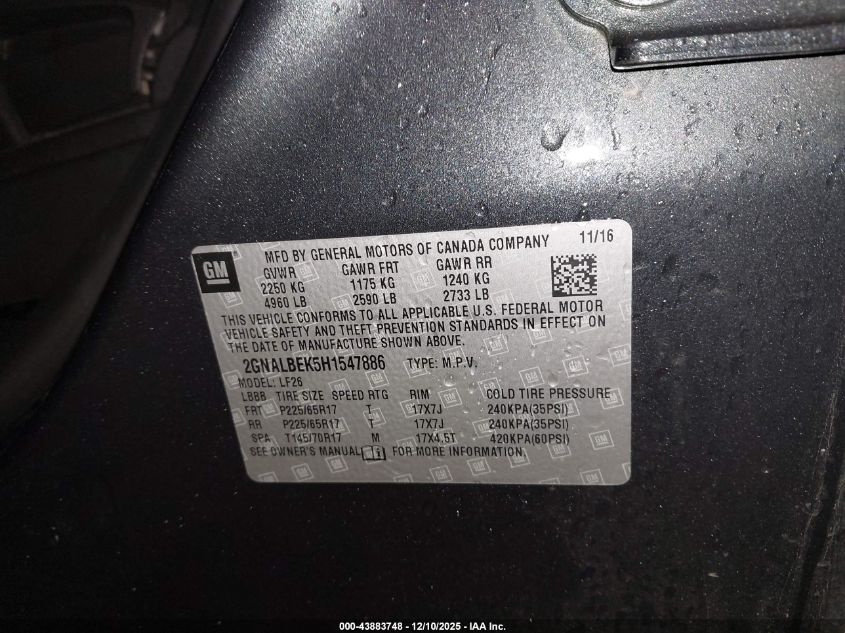 GM
MFD BY GENERAL MOTORS OF CANADA COMPANY 11/16
GVWR GAWR FRT GAWR RR
2250 KG 1175 KG 1240 KG
4960 LB 2590 LB 2733 LB
THIS VEHICLE CONFORMS TO ALL APPLICABLE U.S. FEDERAL MOTOR
VEHICLE SAFETY AND THEFT PREVENTION STANDARDS IN EFFECT ON
THE DATE OF MANUFACTURE SHOWN ABOVE.
2GNALBEK5H1547886 TYPE: M.P.V.
MODEL: LF26
LBBB TIRE SIZE SPEED RTG RIM COLD TIRE PRESSURE
FRT P225/65R17 T 17X7J 240KPA(35PSI)
RR P225/65R17 T 17X7J 240KPA(35PSI)
SPA T145/70R17 M 17X4.5T 420KPA(60PSI)
SEE OWNER'S MANUAL FOR MORE INFORMATION.
000-43883748 - 12/10/2025 - IAA Inc.